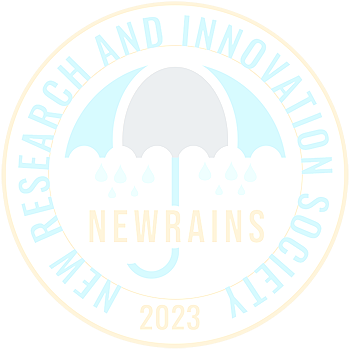 NEW RESEARCH AND INNOVATION SOCIETY
NEWRAINS
2023